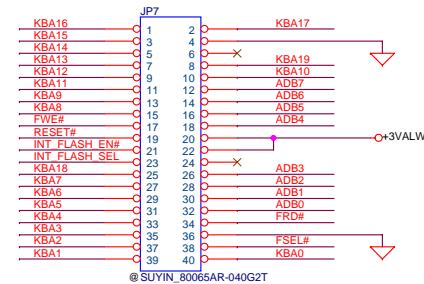 JP7
KBA16 1 2 KBA17
KBA15 3 4
KBA14 5 6
KBA13 7 8 KBA19
KBA12 9 10 KBA10
KBA11 11 12 ADB7
KBA9 13 14 ADB6
KBA8 15 16 ADB5
FWE# 17 18 ADB4
RESET# 19 20 +3VALW
INT_FLASH_EN# 21 22
INT_FLASH_SEL 23 24
KBA18 25 26 ADB3
KBA7 27 28 ADB2
KBA6 29 30 ADB1
KBA5 31 32 ADB0
KBA4 33 34 FRD#
KBA3 35 36
KBA2 37 38 FSEL#
KBA1 39 40 KBA0
@SUYIN_80065AR-040G2T